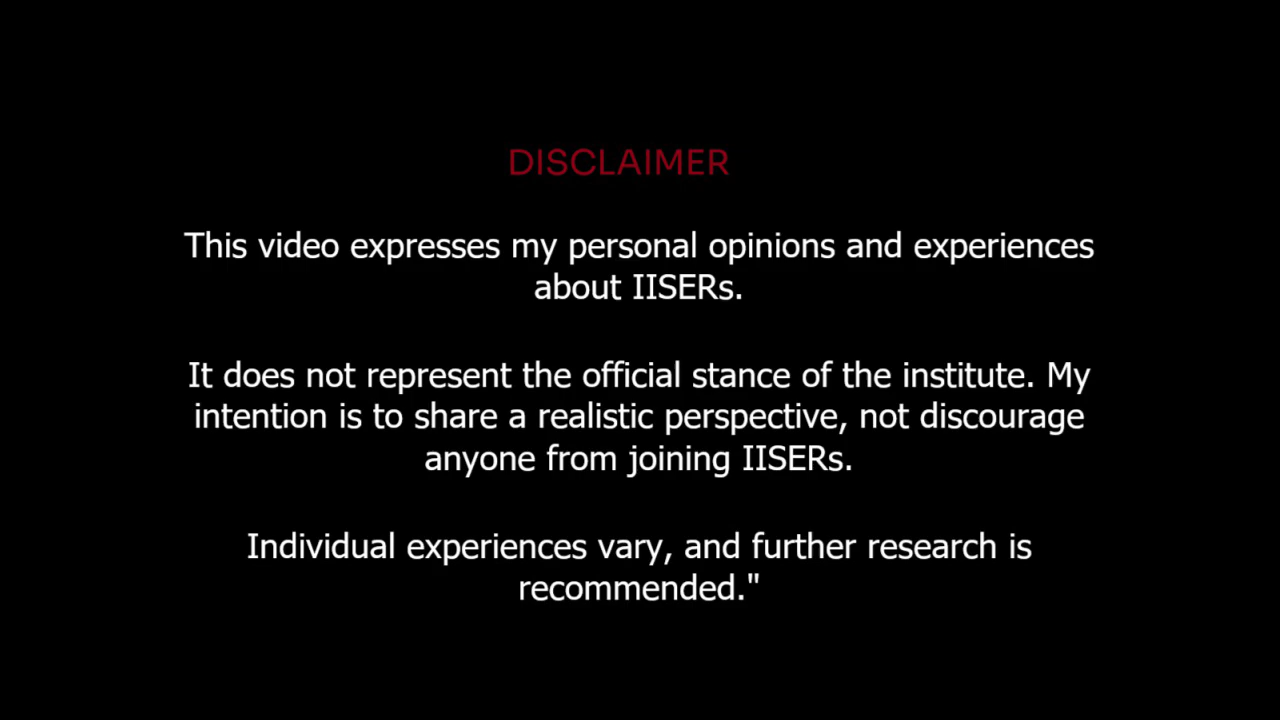 DISCLAIMER
This video expresses my personal opinions and experiences
about IISERs.
It does not represent the official stance of the institute. My
intention is to share a realistic perspective, not discourage
anyone from joining IISERs.
Individual experiences vary, and further research is
recommended."